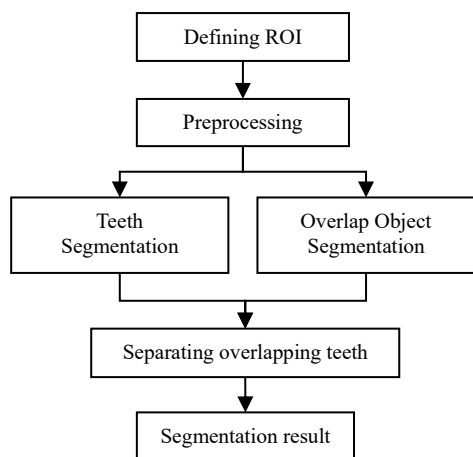 Defining ROI
Preprocessing
Teeth
Segmentation
Overlap Object
Segmentation
Separating overlapping teeth
Segmentation result